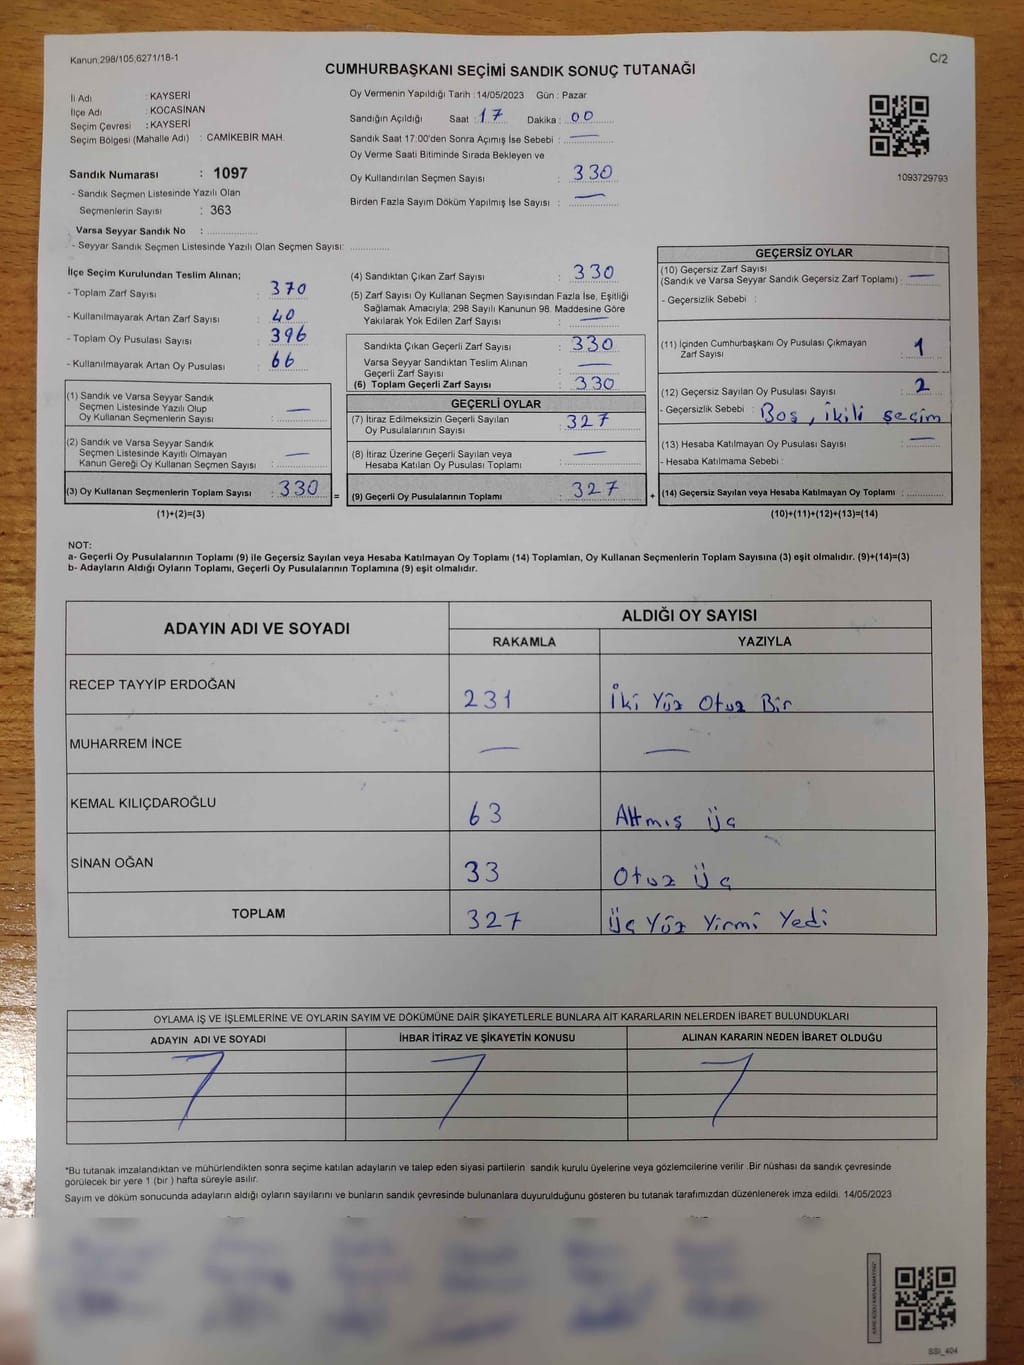 Kanun:298/105;6271/18-1
C/2
CUMHURBAŞKANI SEÇİMİ SANDIK SONUÇ TUTANAĞI
İl Adı : KAYSERİ
İlçe Adı : KOCASİNAN
Seçim Çevresi : KAYSERİ
Seçim Bölgesi (Mahalle Adı) : CAMİKEBİR MAH.
Sandık Numarası : 1097
- Sandık Seçmen Listesinde Yazılı Olan
Seçmenlerin Sayısı : 363
Varsa Seyyar Sandık No : ................
- Seyyar Sandık Seçmen Listesinde Yazılı Olan Seçmen Sayısı: .............
Oy Vermenin Yapıldığı Tarih : 14/05/2023 Gün : Pazar
Sandığın Açıldığı Saat : 17 Dakika : 00
Sandık Saat 17:00'den Sonra Açımış İse Sebebi : —
Oy Verme Saati Bitiminde Sırada Bekleyen ve
Oy Kullandırılan Seçmen Sayısı : 330
Birden Fazla Sayım Döküm Yapılmış İse Sayısı : —
1093729793
İlçe Seçim Kurulundan Teslim Alınan;
- Toplam Zarf Sayısı : 370
- Kullanılmayarak Artan Zarf Sayısı : 40
- Toplam Oy Pusulası Sayısı : 396
- Kullanılmayarak Artan Oy Pusulası : 66
(1) Sandık ve Varsa Seyyar Sandık
Seçmen Listesinde Yazılı Olup
Oy Kullanan Seçmenlerin Sayısı : —
(2) Sandık ve Varsa Seyyar Sandık
Seçmen Listesinde Kayıtlı Olmayan
Kanun Gereği Oy Kullanan Seçmen Sayısı : —
(3) Oy Kullanan Seçmenlerin Toplam Sayısı : 330
(1)+(2)=(3)
=
(4) Sandıktan Çıkan Zarf Sayısı : 330
(5) Zarf Sayısı Oy Kullanan Seçmen Sayısından Fazla İse, Eşitliği
Sağlamak Amacıyla; 298 Sayılı Kanunun 98. Maddesine Göre
Yakılarak Yok Edilen Zarf Sayısı : —
Sandıkta Çıkan Geçerli Zarf Sayısı : 330
Varsa Seyyar Sandıktan Teslim Alınan
Geçerli Zarf Sayısı : —
(6) Toplam Geçerli Zarf Sayısı : 330
GEÇERLİ OYLAR
(7) İtiraz Edilmeksizin Geçerli Sayılan
Oy Pusulalarının Sayısı : 327
(8) İtiraz Üzerine Geçerli Sayılan veya
Hesaba Katılan Oy Pusulası Toplamı : —
(9) Geçerli Oy Pusulalarının Toplamı : 327
+
GEÇERSİZ OYLAR
(10) Geçersiz Zarf Sayısı
(Sandık ve Varsa Seyyar Sandık Geçersiz Zarf Toplamı) : —
- Geçersizlik Sebebi :
(11) İçinden Cumhurbaşkanı Oy Pusulası Çıkmayan
Zarf Sayısı : 1
(12) Geçersiz Sayılan Oy Pusulası Sayısı : 2
- Geçersizlik Sebebi : Boş, ikili seçim
(13) Hesaba Katılmayan Oy Pusulası Sayısı : —
- Hesaba Katılmama Sebebi :
(14) Geçersiz Sayılan veya Hesaba Katılmayan Oy Toplamı : ............
(10)+(11)+(12)+(13)=(14)
NOT:
a- Geçerli Oy Pusulalarının Toplamı (9) ile Geçersiz Sayılan veya Hesaba Katılmayan Oy Toplamı (14) Toplamları, Oy Kullanan Seçmenlerin Toplam Sayısına (3) eşit olmalıdır. (9)+(14)=(3)
b- Adayların Aldığı Oyların Toplamı, Geçerli Oy Pusulalarının Toplamına (9) eşit olmalıdır.
ADAYIN ADI VE SOYADI
ALDIĞI OY SAYISI
RAKAMLA YAZIYLA
RECEP TAYYİP ERDOĞAN 231 İki Yüz Otuz Bir
MUHARREM İNCE — —
KEMAL KILIÇDAROĞLU 63 Altmış Üç
SİNAN OĞAN 33 Otuz Üç
TOPLAM 327 Üç Yüz Yirmi Yedi
OYLAMA İŞ VE İŞLEMLERİNE VE OYLARIN SAYIM VE DÖKÜMÜNE DAİR ŞİKAYETLERLE BUNLARA AİT KARARLARIN NELERDEN İBARET BULUNDUKLARI
ADAYIN ADI VE SOYADI İHBAR İTİRAZ VE ŞİKAYETİN KONUSU ALINAN KARARIN NEDEN İBARET OLDUĞU
*Bu tutanak imzalandıktan ve mühürlendikten sonra seçime katılan adayların ve talep eden siyasi partilerin sandık kurulu üyelerine veya gözlemcilerine verilir .Bir nüshası da sandık çevresinde
görülecek bir yere 1 (bir ) hafta süreyle asılır.
Sayım ve döküm sonucunda adayların aldığı oyların sayılarını ve bunların sandık çevresinde bulunanlara duyurulduğunu gösteren bu tutanak tarafımızdan düzenlenerek imza edildi. 14/05/2023
SSI_404